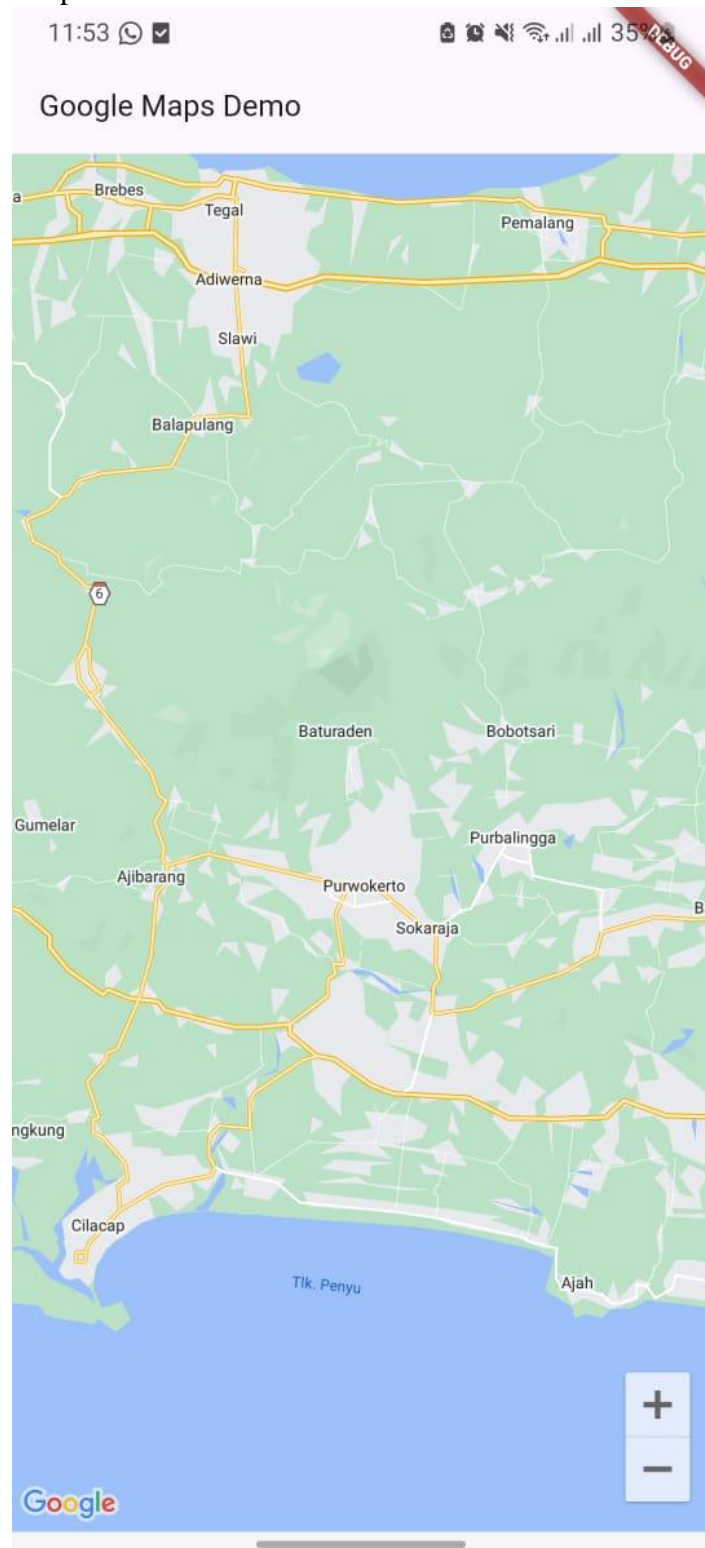 11:53
35%
DEBUG
Google Maps Demo
a
Brebes
Tegal
Pemalang
Adiwerna
Slawi
Balapulang
6
Baturaden
Bobotsari
Gumelar
Purbalingga
Ajibarang
Purwokerto
B
Sokaraja
ngkung
Cilacap
Tlk. Penyu
Ajah
+
−
Google